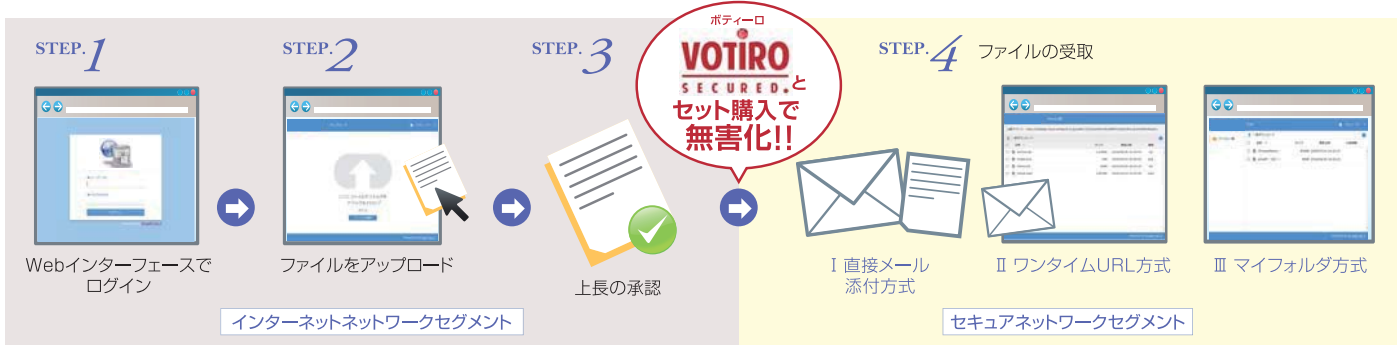 STEP.1
Webインターフェースで
ログイン
STEP.2
ファイルをアップロード
STEP.3
上長の承認
インターネットネットワークセグメント
ボティーロ
VOTIRO
SECURED.と
セット購入で
無害化!!
STEP.4 ファイルの受取
Ⅰ 直接メール
添付方式
Ⅱ ワンタイムURL方式
Ⅲ マイフォルダ方式
セキュアネットワークセグメント